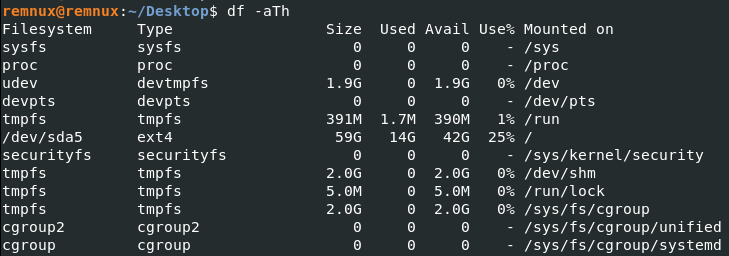 remnux@remnux:~/Desktop$ df -aTh
Filesystem     Type        Size  Used Avail Use% Mounted on
sysfs          sysfs          0     0     0    - /sys
proc           proc           0     0     0    - /proc
udev           devtmpfs    1.9G     0  1.9G   0% /dev
devpts         devpts         0     0     0    - /dev/pts
tmpfs          tmpfs       391M  1.7M  390M   1% /run
/dev/sda5      ext4         59G   14G   42G  25% /
securityfs     securityfs     0     0     0    - /sys/kernel/security
tmpfs          tmpfs       2.0G     0  2.0G   0% /dev/shm
tmpfs          tmpfs       5.0M     0  5.0M   0% /run/lock
tmpfs          tmpfs       2.0G     0  2.0G   0% /sys/fs/cgroup
cgroup2        cgroup2        0     0     0    - /sys/fs/cgroup/unified
cgroup         cgroup         0     0     0    - /sys/fs/cgroup/systemd